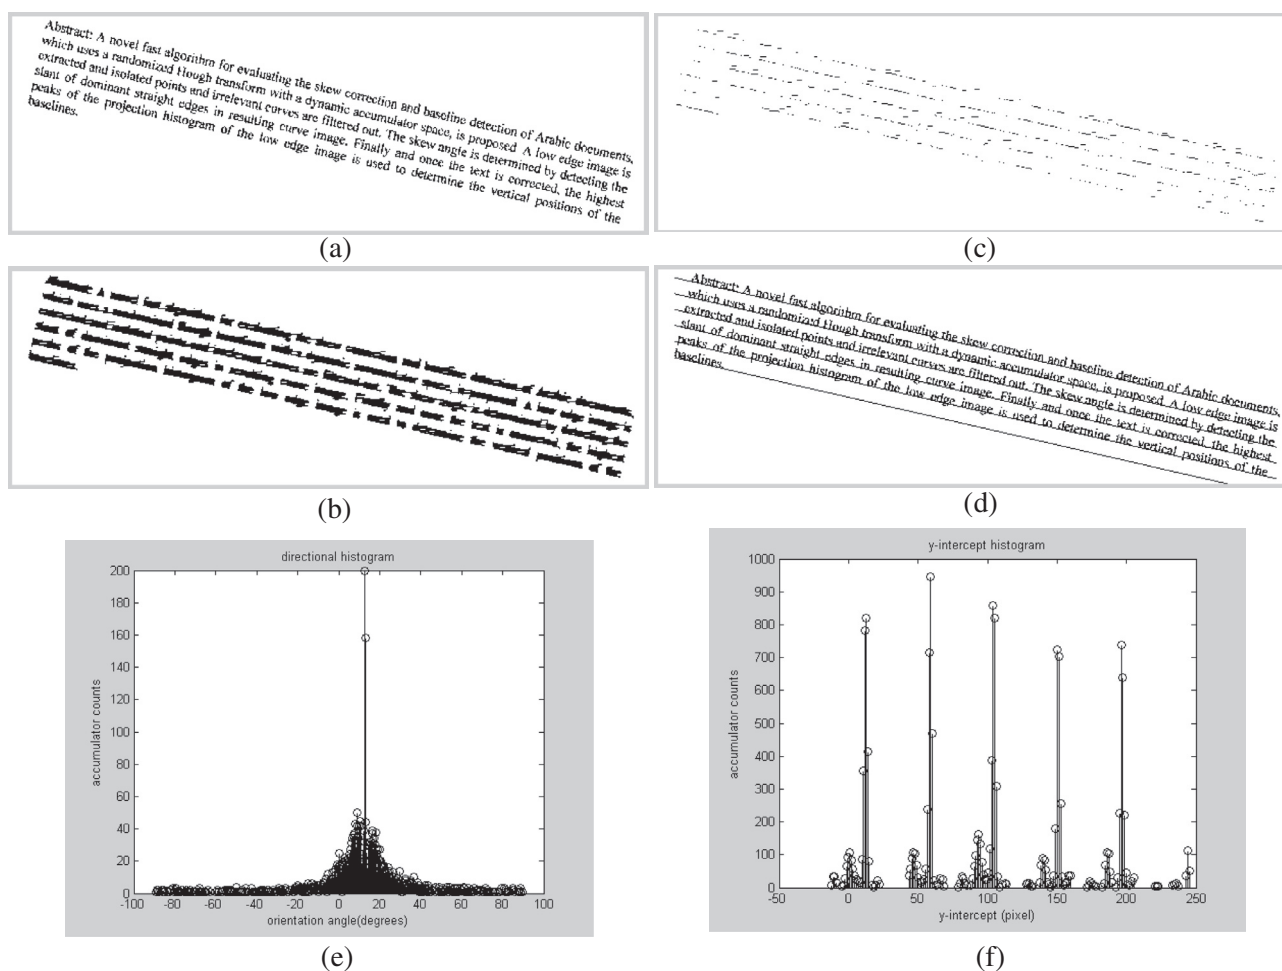 Abstract: A novel fast algorithm for evaluating the skew correction and baseline detection of Arabic documents,
which uses a randomized Hough transform with a dynamic accumulator space, is proposed. A low edge image is
extracted and isolated points and irrelevant curves are filtered out. The skew angle is determined by detecting the
slant of dominant straight edges in resulting curve image. Finally and once the text is corrected, the highest
peaks of the projection histogram of the low edge image is used to determine the vertical positions of the
baselines.
(a)
(c)
Abstract: A novel fast algorithm for evaluating the skew correction and baseline detection of Arabic documents,
which uses a randomized Hough transform with a dynamic accumulator space, is proposed. A low edge image is
extracted and isolated points and irrelevant curves are filtered out. The skew angle is determined by detecting the
slant of dominant straight edges in resulting curve image. Finally and once the text is corrected, the highest
peaks of the projection histogram of the low edge image is used to determine the vertical positions of the
baselines.
(b)
(d)
directional histogram
200
180
160
140
120
100
80
60
40
20
0
-100 -80 -60 -40 -20 0 20 40 60 80 100
accumulator counts
orientation angle(degrees)
(e)
y-intercept histogram
1000
900
800
700
600
500
400
300
200
100
0
-50 0 50 100 150 200 250
accumulator counts
y-intercept (pixel)
(f)